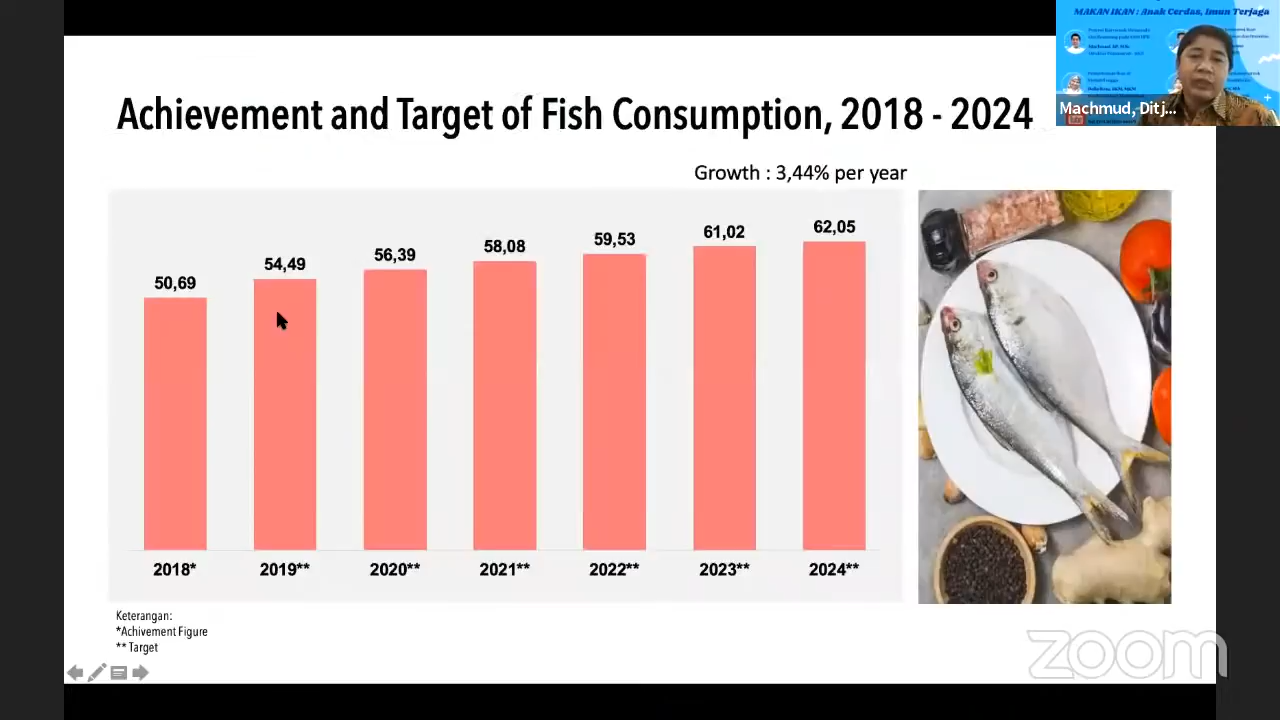 MAKAN IKAN : Anak Cerdas, Imun Terjaga
Machmud, Ditj...
Achievement and Target of Fish Consumption, 2018 - 2024
Growth : 3,44% per year
50,69
54,49
56,39
58,08
59,53
61,02
62,05
2018*
2019**
2020**
2021**
2022**
2023**
2024**
Keterangan:
*Achivement Figure
** Target
zoom